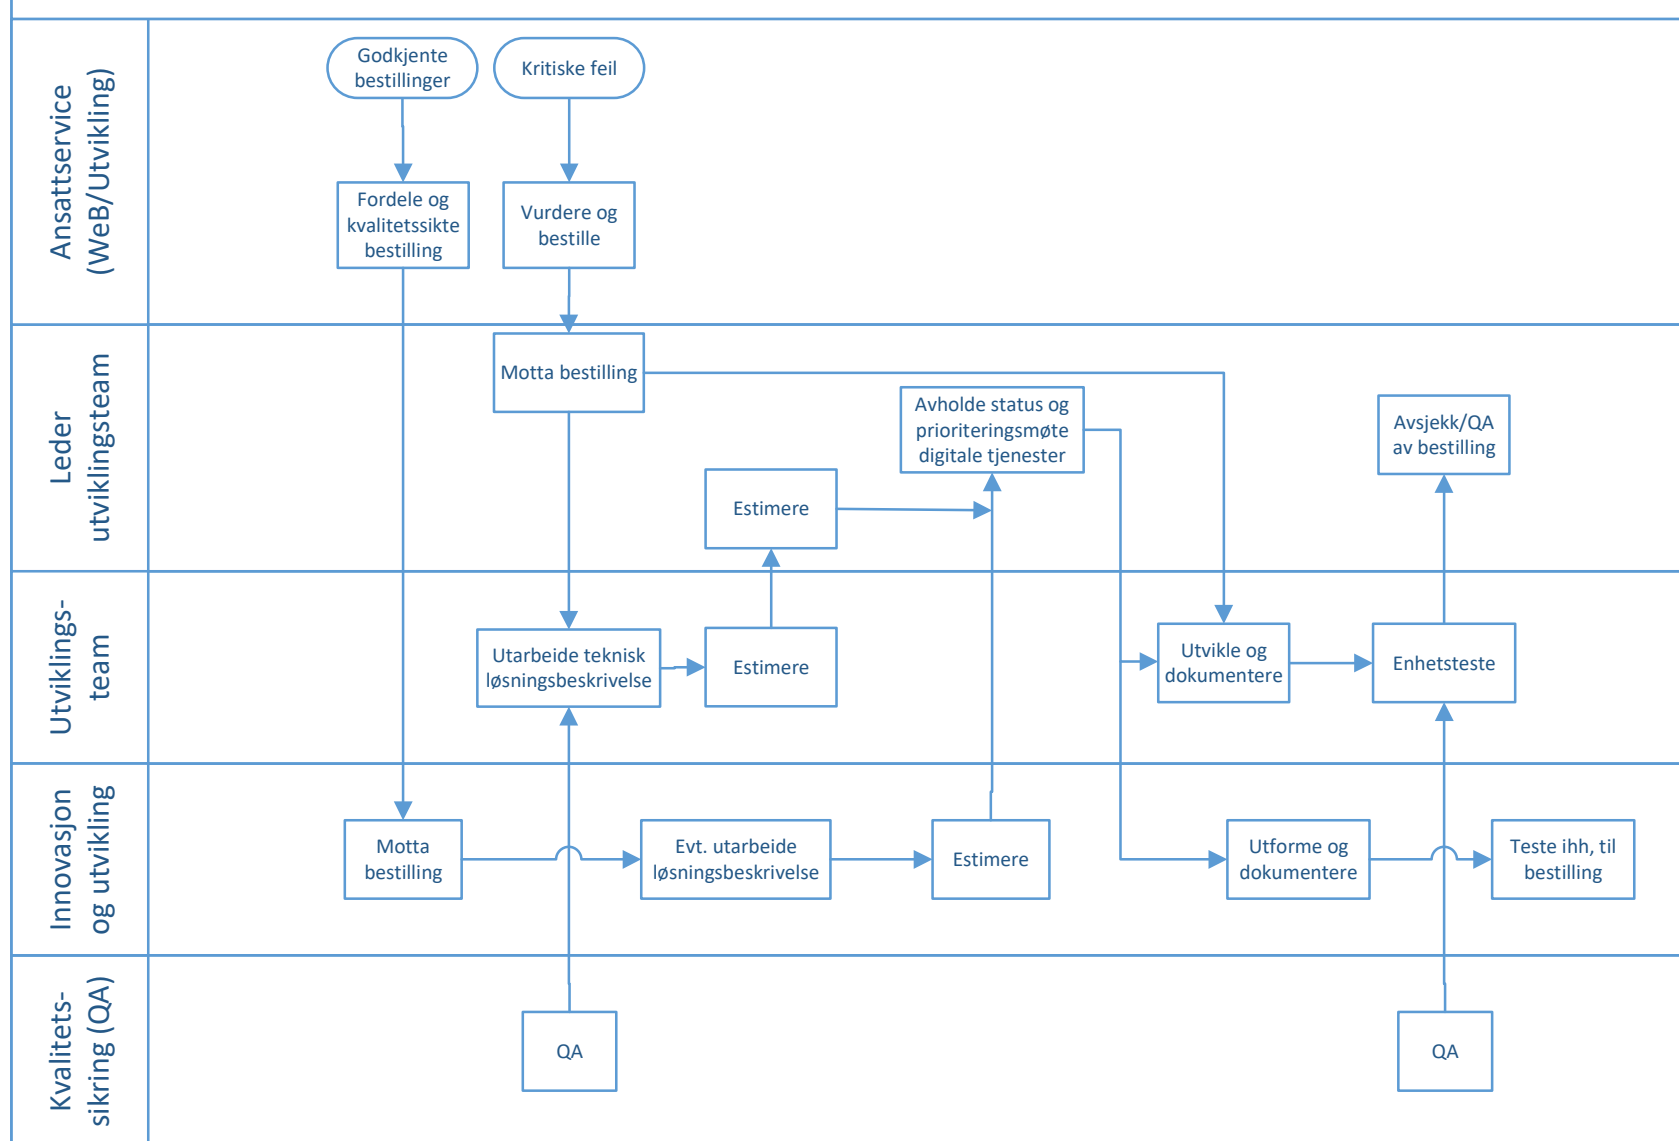 Ansattservice
(WeB/Utvikling)
Godkjente
bestillinger
Kritiske feil
Fordele og
kvalitetssikte
bestilling
Vurdere og
bestille
Leder
utviklingsteam
Motta bestilling
Avholde status og
prioriteringsmøte
digitale tjenester
Avsjekk/QA
av bestilling
Estimere
Utviklings-
team
Utarbeide teknisk
løsningsbeskrivelse
Estimere
Utvikle og
dokumentere
Enhetsteste
Innovasjon
og utvikling
Motta
bestilling
Evt. utarbeide
løsningsbeskrivelse
Estimere
Utforme og
dokumentere
Teste ihh, til
bestilling
Kvalitets-
sikring (QA)
QA
QA